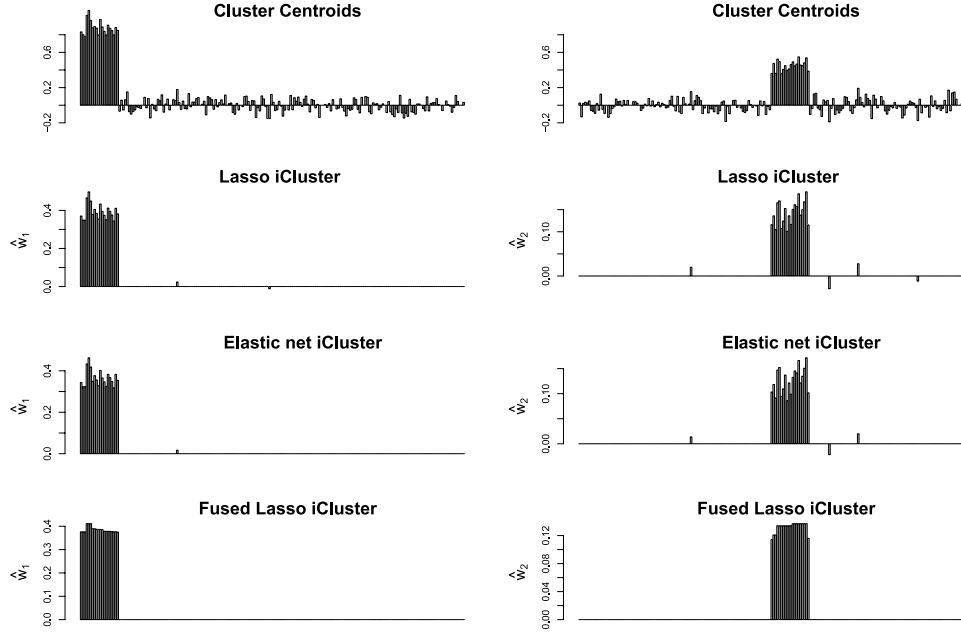 Cluster Centroids
0.6
0.2
−0.2
Cluster Centroids
0.6
0.2
−0.2
Lasso iCluster
ŵ1
0.4
0.2
0.0
Lasso iCluster
ŵ2
0.10
0.00
Elastic net iCluster
ŵ1
0.4
0.2
0.0
Elastic net iCluster
ŵ2
0.10
0.00
Fused Lasso iCluster
ŵ1
0.4
0.3
0.2
0.1
0.0
Fused Lasso iCluster
ŵ2
0.12
0.08
0.04
0.00